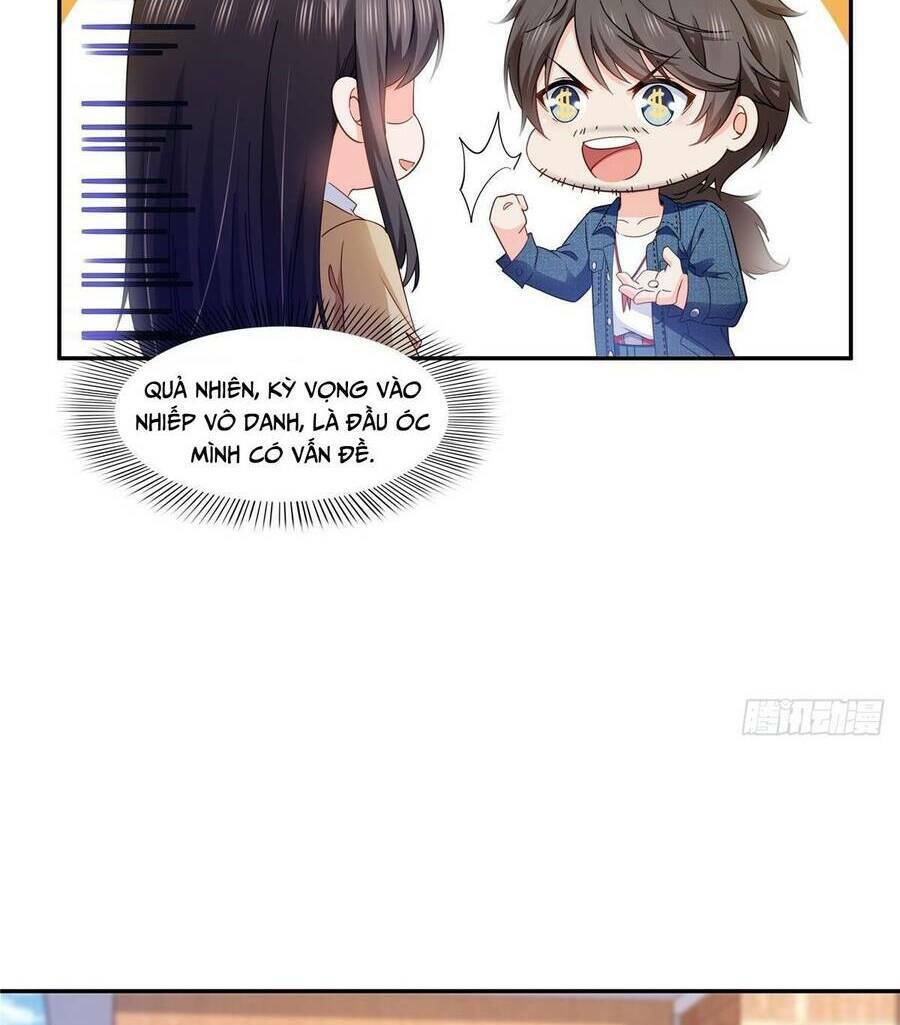 QUẢ NHIÊN, KỲ VỌNG VÀO
NHIẾP VÔ DANH, LÀ ĐẦU ÓC
MÌNH CÓ VẤN ĐỀ.
腾讯动漫